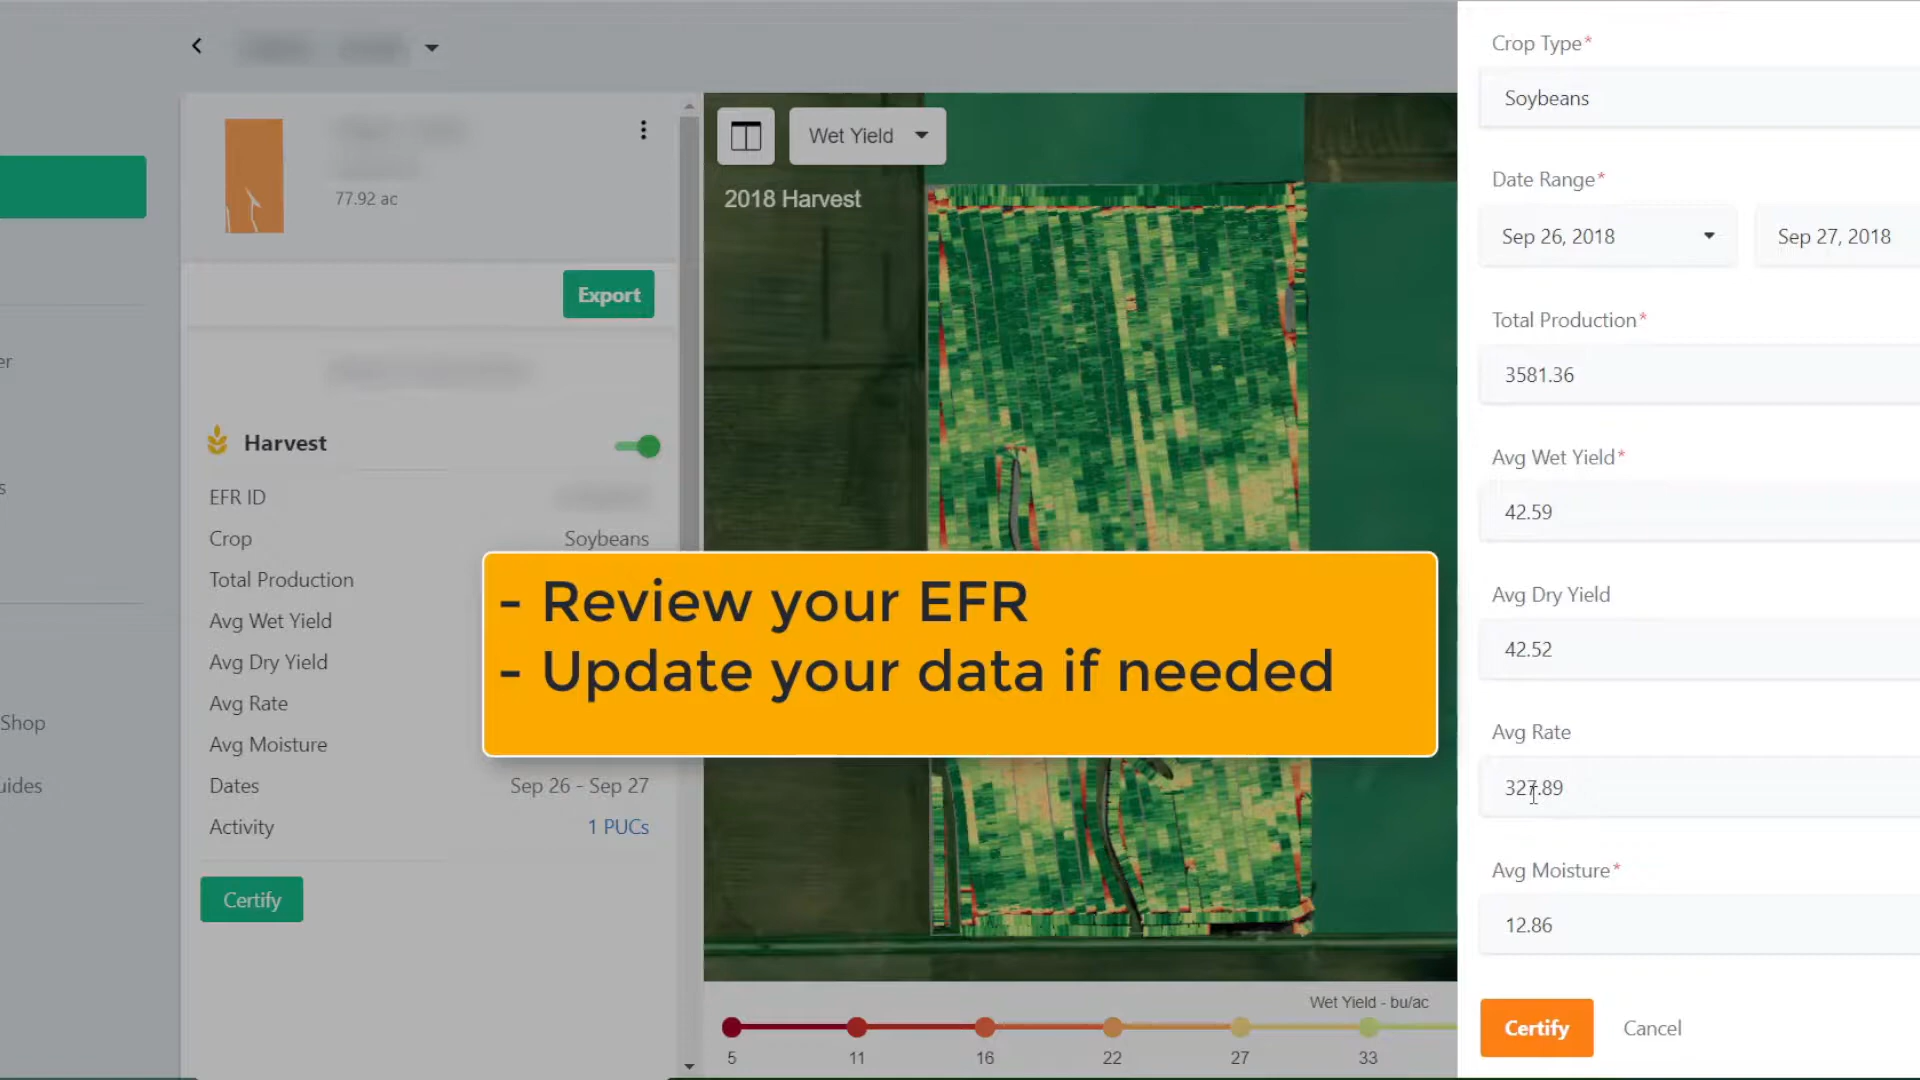 77.92 ac
Export
Harvest
EFR ID
Crop Soybeans
Total Production
Avg Wet Yield
Avg Dry Yield
Avg Rate
Avg Moisture
Dates Sep 26 - Sep 27
Activity 1 PUCs
Certify
er
s
Shop
uides
Wet Yield
2018 Harvest
- Review your EFR
- Update your data if needed
Wet Yield - bu/ac
5 11 16 22 27 33
Crop Type*
Soybeans
Date Range*
Sep 26, 2018 Sep 27, 2018
Total Production*
3581.36
Avg Wet Yield*
42.59
Avg Dry Yield
42.52
Avg Rate
327.89
Avg Moisture*
12.86
Certify Cancel